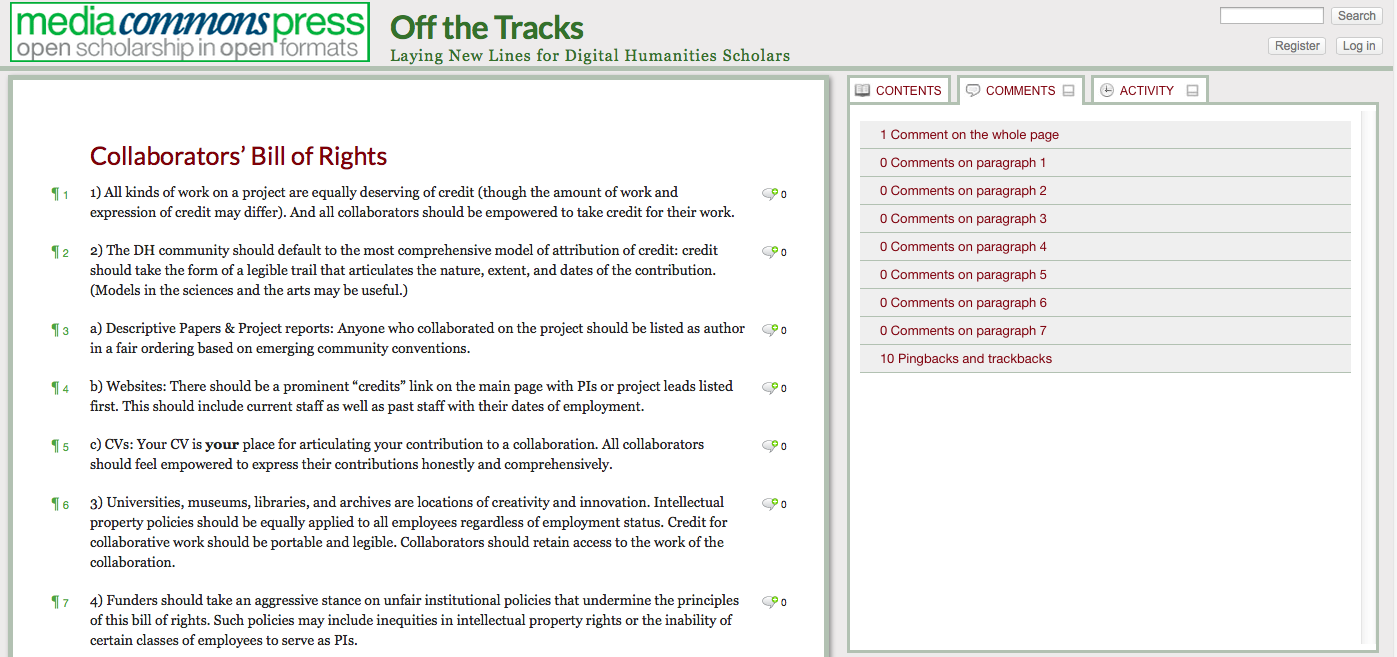 mediacommonspress
open scholarship in open formats
Off the Tracks
Laying New Lines for Digital Humanities Scholars
Search
Register
Log in
Collaborators’ Bill of Rights
¶ 1
1) All kinds of work on a project are equally deserving of credit (though the amount of work and
expression of credit may differ). And all collaborators should be empowered to take credit for their work.
0
¶ 2
2) The DH community should default to the most comprehensive model of attribution of credit: credit
should take the form of a legible trail that articulates the nature, extent, and dates of the contribution.
(Models in the sciences and the arts may be useful.)
0
¶ 3
a) Descriptive Papers & Project reports: Anyone who collaborated on the project should be listed as author
in a fair ordering based on emerging community conventions.
0
¶ 4
b) Websites: There should be a prominent “credits” link on the main page with PIs or project leads listed
first. This should include current staff as well as past staff with their dates of employment.
0
¶ 5
c) CVs: Your CV is your place for articulating your contribution to a collaboration. All collaborators
should feel empowered to express their contributions honestly and comprehensively.
0
¶ 6
3) Universities, museums, libraries, and archives are locations of creativity and innovation. Intellectual
property policies should be equally applied to all employees regardless of employment status. Credit for
collaborative work should be portable and legible. Collaborators should retain access to the work of the
collaboration.
0
¶ 7
4) Funders should take an aggressive stance on unfair institutional policies that undermine the principles
of this bill of rights. Such policies may include inequities in intellectual property rights or the inability of
certain classes of employees to serve as PIs.
0
CONTENTS
COMMENTS
ACTIVITY
1 Comment on the whole page
0 Comments on paragraph 1
0 Comments on paragraph 2
0 Comments on paragraph 3
0 Comments on paragraph 4
0 Comments on paragraph 5
0 Comments on paragraph 6
0 Comments on paragraph 7
10 Pingbacks and trackbacks